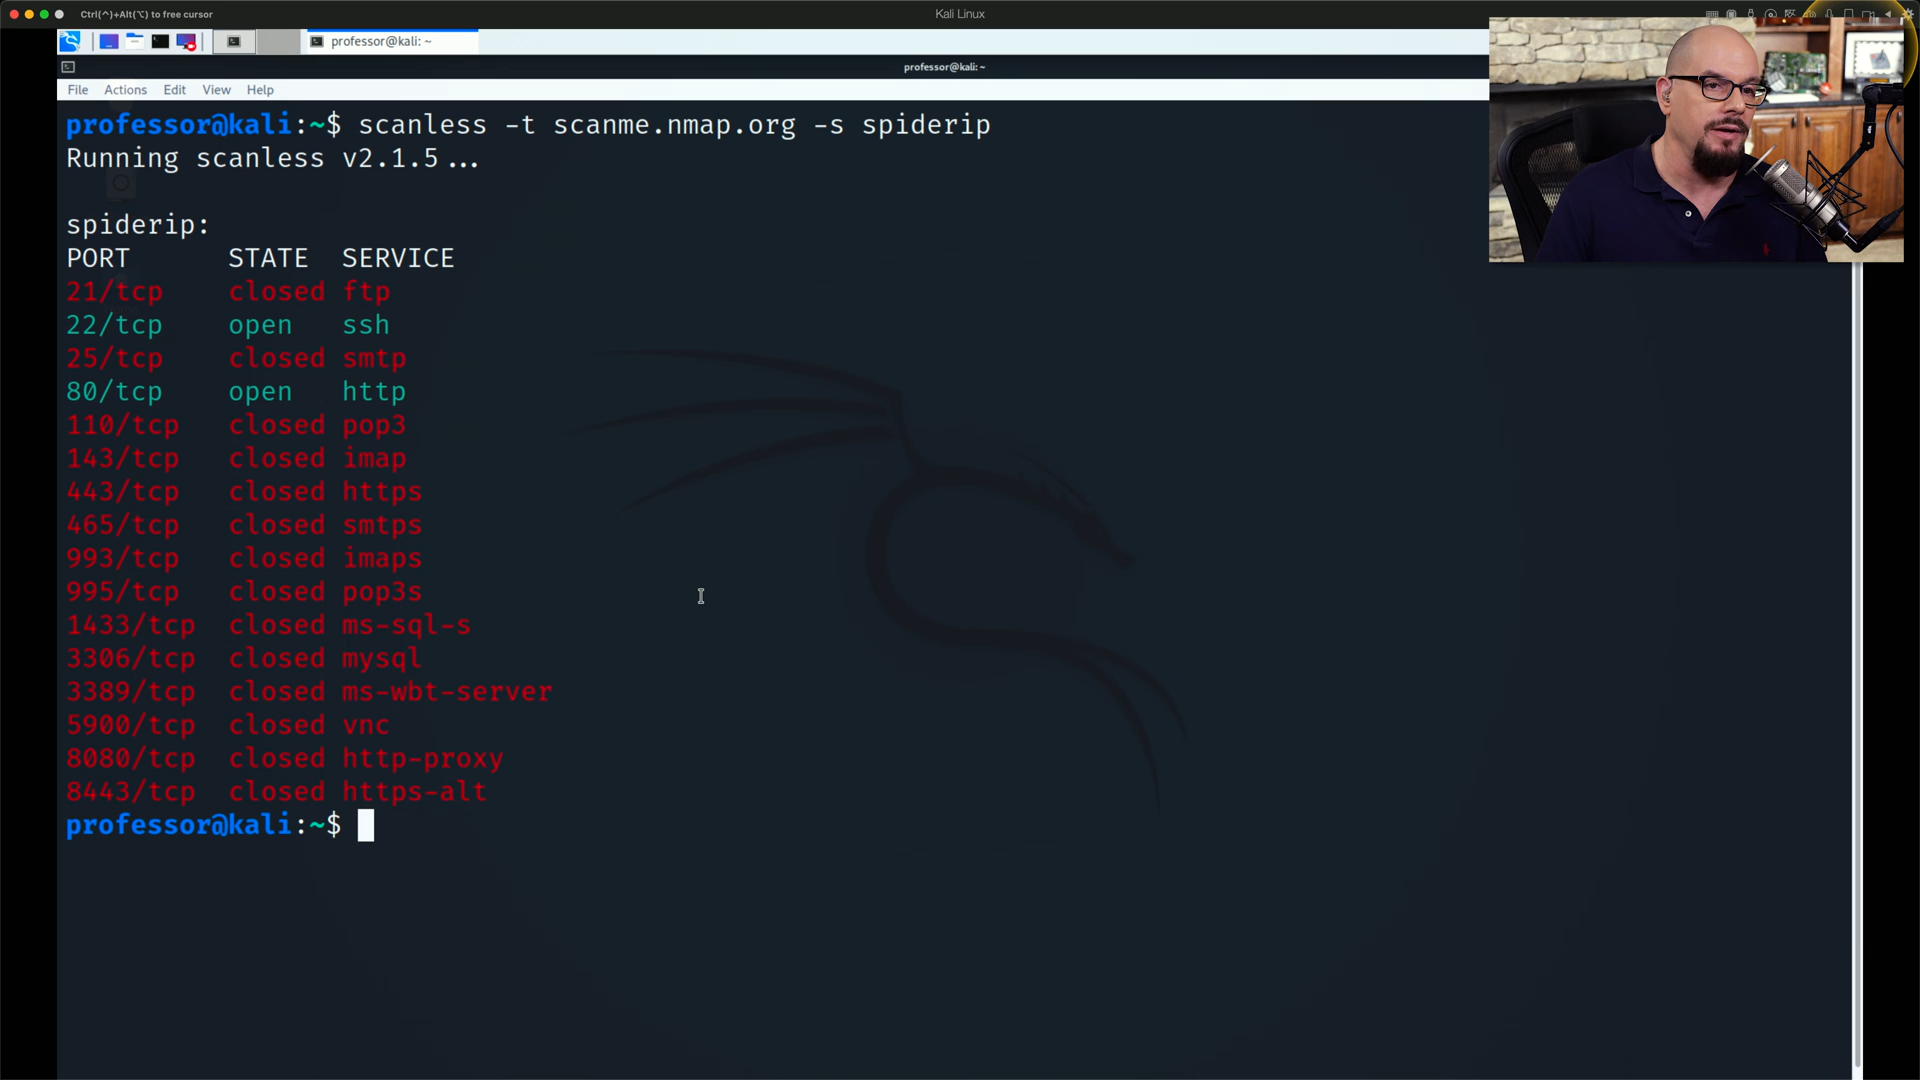 Ctrl(^)+Alt(⌥) to free cursor
Kali Linux
professor@kali: ~
professor@kali: ~
File Actions Edit View Help
professor@kali:~$ scanless -t scanme.nmap.org -s spiderip
Running scanless v2.1.5...
spiderip:
PORT STATE SERVICE
21/tcp closed ftp
22/tcp open ssh
25/tcp closed smtp
80/tcp open http
110/tcp closed pop3
143/tcp closed imap
443/tcp closed https
465/tcp closed smtps
993/tcp closed imaps
995/tcp closed pop3s
1433/tcp closed ms-sql-s
3306/tcp closed mysql
3389/tcp closed ms-wbt-server
5900/tcp closed vnc
8080/tcp closed http-proxy
8443/tcp closed https-alt
professor@kali:~$